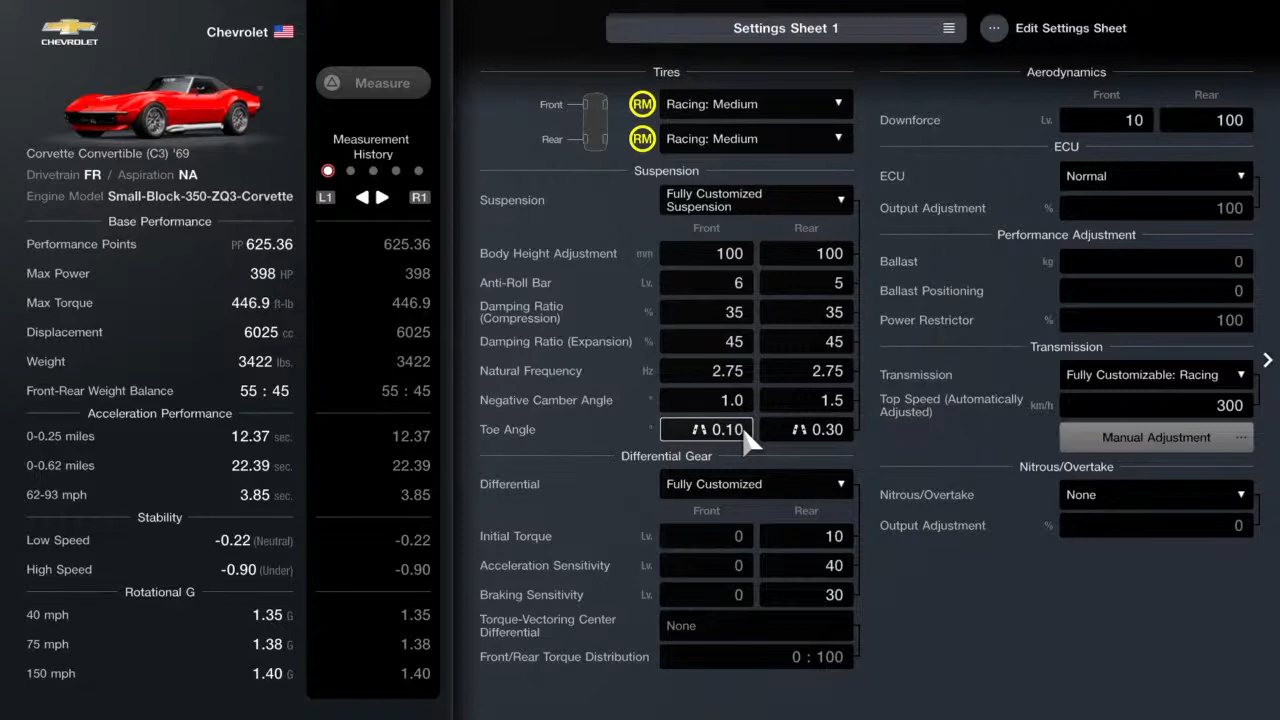 CHEVROLET
Chevrolet
Corvette Convertible (C3) '69
Drivetrain FR / Aspiration NA
Engine Model Small-Block-350-ZQ3-Corvette
Base Performance
Performance Points PP 625.36
Max Power 398 HP
Max Torque 446.9 ft-lb
Displacement 6025 cc
Weight 3422 lbs.
Front-Rear Weight Balance 55 : 45
Acceleration Performance
0-0.25 miles 12.37 sec.
0-0.62 miles 22.39 sec.
62-93 mph 3.85 sec.
Stability
Low Speed -0.22 (Neutral)
High Speed -0.90 (Under)
Rotational G
40 mph 1.35 G
75 mph 1.38 G
150 mph 1.40 G
Measure
Measurement
History
L1 R1
625.36
398
446.9
6025
3422
55 : 45
12.37
22.39
3.85
-0.22
-0.90
1.35
1.38
1.40
Settings Sheet 1
Edit Settings Sheet
Tires
Front RM Racing: Medium
Rear RM Racing: Medium
Suspension
Suspension Fully Customized
Suspension
Front Rear
Body Height Adjustment mm 100 100
Anti-Roll Bar Lv. 6 5
Damping Ratio
(Compression) % 35 35
Damping Ratio (Expansion) % 45 45
Natural Frequency Hz 2.75 2.75
Negative Camber Angle ° 1.0 1.5
Toe Angle ° 0.10 0.30
Differential Gear
Differential Fully Customized
Front Rear
Initial Torque Lv. 0 10
Acceleration Sensitivity Lv. 0 40
Braking Sensitivity Lv. 0 30
Torque-Vectoring Center
Differential None
Front/Rear Torque Distribution 0 : 100
Aerodynamics
Front Rear
Downforce Lv. 10 100
ECU
ECU Normal
Output Adjustment % 100
Performance Adjustment
Ballast kg 0
Ballast Positioning 0
Power Restrictor % 100
Transmission
Transmission Fully Customizable: Racing
Top Speed (Automatically
Adjusted) km/h 300
Manual Adjustment
Nitrous/Overtake
Nitrous/Overtake None
Output Adjustment % 0